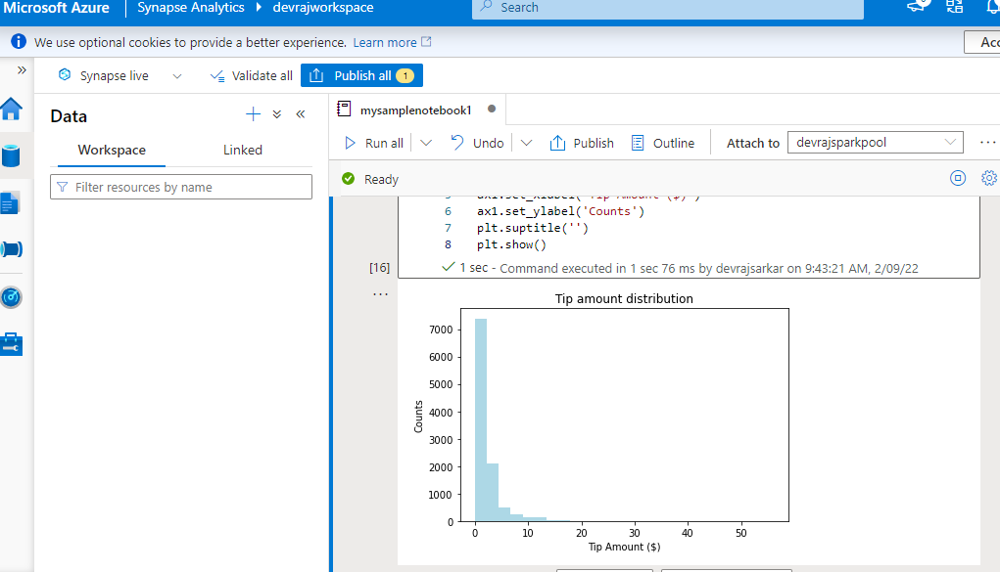 Microsoft Azure Synapse Analytics devrajworkspace Search
We use optional cookies to provide a better experience. Learn more Acc
Synapse live Validate all Publish all 1
Data
Workspace Linked
Filter resources by name
mysamplenotebook1
Run all Undo Publish Outline Attach to devrajsparkpool
Ready
5 ax1.set_xlabel('Tip Amount ($)')
6 ax1.set_ylabel('Counts')
7 plt.suptitle('')
8 plt.show()
[16] 1 sec - Command executed in 1 sec 76 ms by devrajsarkar on 9:43:21 AM, 2/09/22
Tip amount distribution
7000
6000
5000
4000
3000
2000
1000
0
Counts
0 10 20 30 40 50
Tip Amount ($)